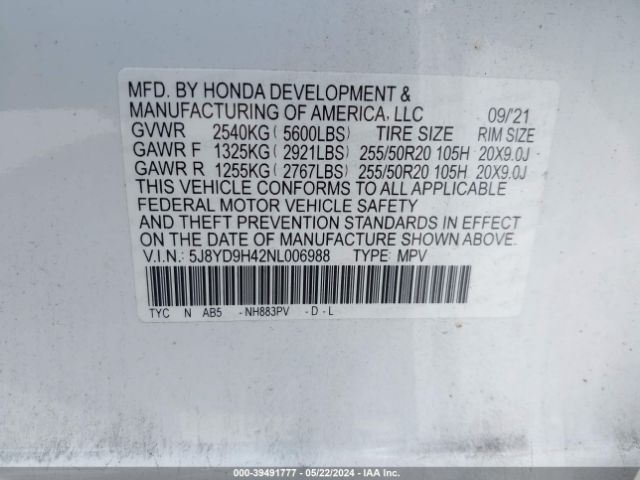 MFD. BY HONDA DEVELOPMENT &
MANUFACTURING OF AMERICA, LLC 09/'21
GVWR 2540KG ( 5600LBS ) TIRE SIZE RIM SIZE
GAWR F 1325KG ( 2921LBS ) 255/50R20 105H 20X9.0J
GAWR R 1255KG ( 2767LBS ) 255/50R20 105H 20X9.0J
THIS VEHICLE CONFORMS TO ALL APPLICABLE
FEDERAL MOTOR VEHICLE SAFETY
AND THEFT PREVENTION STANDARDS IN EFFECT
ON THE DATE OF MANUFACTURE SHOWN ABOVE.
V.I.N.: 5J8YD9H42NL006988 TYPE: MPV
TYC N AB5 -NH883PV -D-L
000-39491777 - 05/22/2024 - IAA Inc.